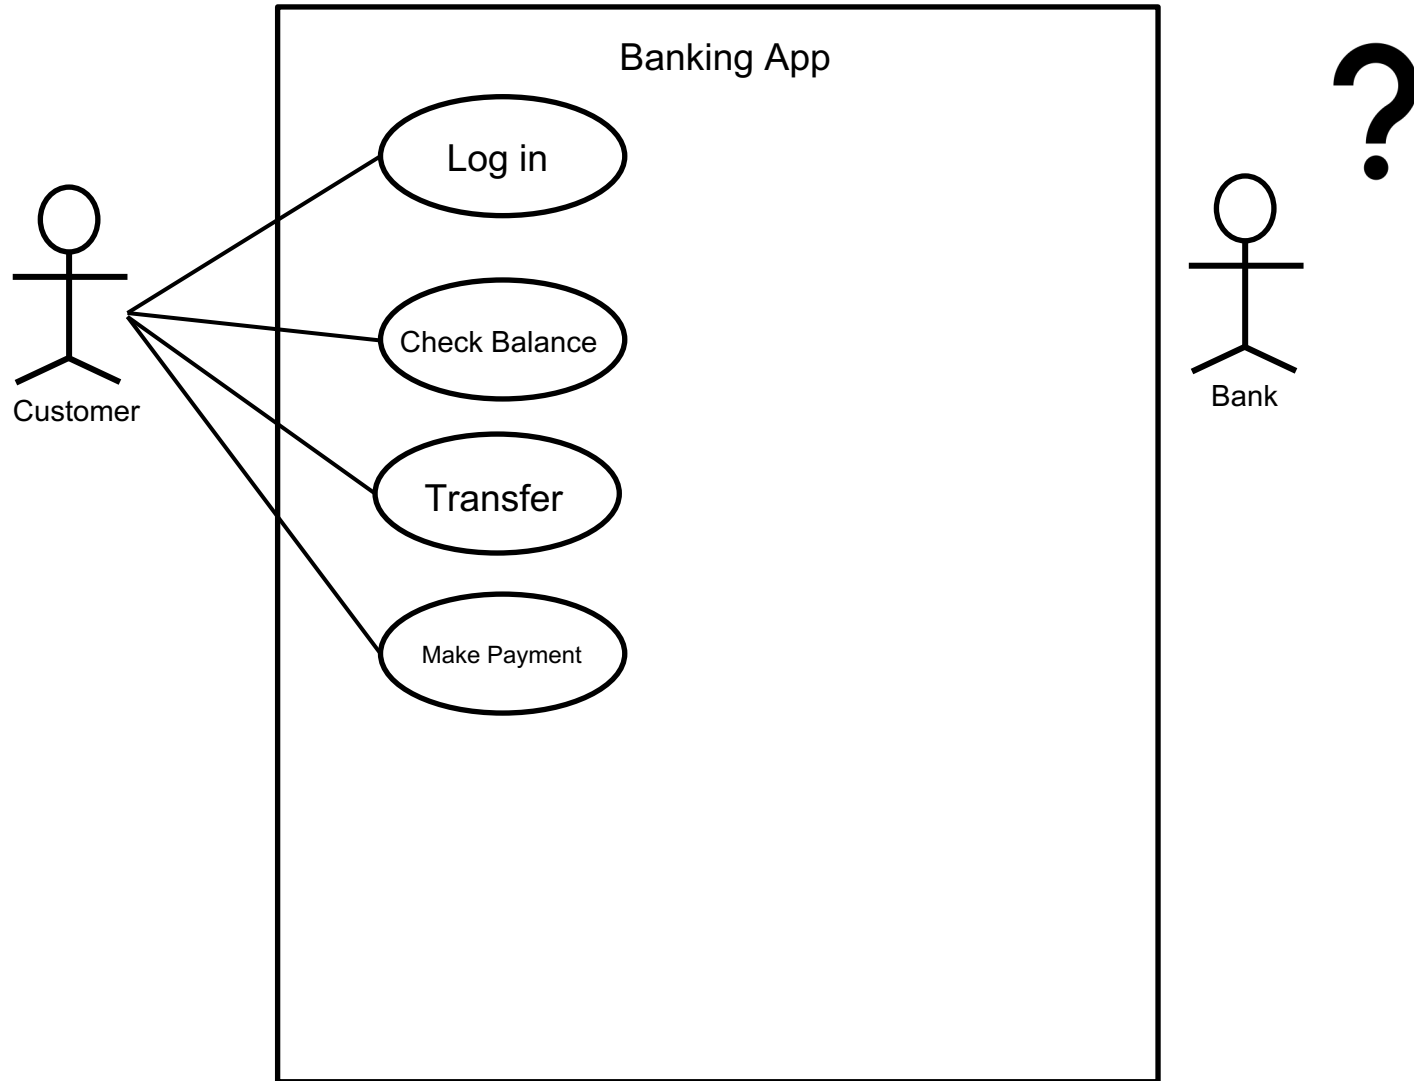 Banking App
Log in
Check Balance
Transfer
Make Payment
Customer
Bank
?